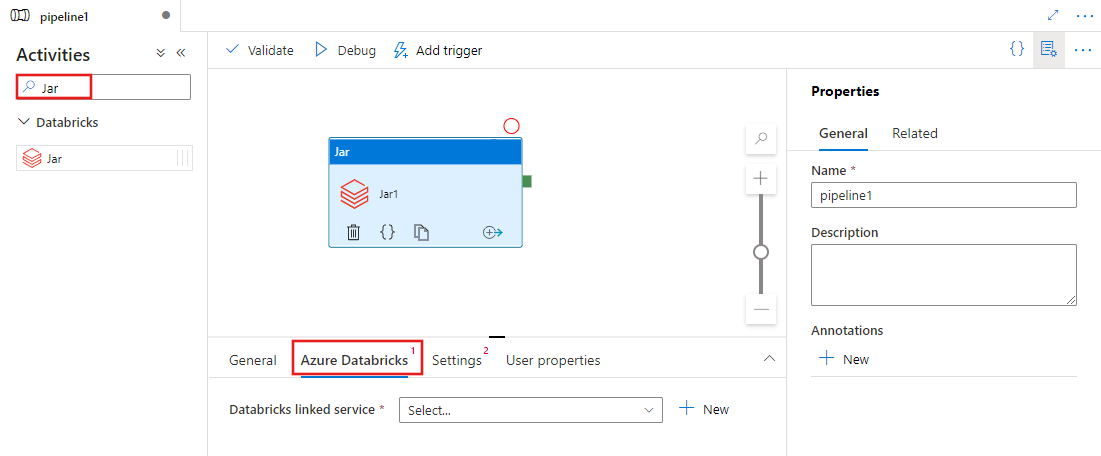 pipeline1
Activities
Jar
Databricks
Jar
Validate
Debug
Add trigger
{}
Jar
Jar1
{}
General
Azure Databricks 1
Settings 2
User properties
Databricks linked service *
Select...
New
Properties
General
Related
Name *
pipeline1
Description
Annotations
New